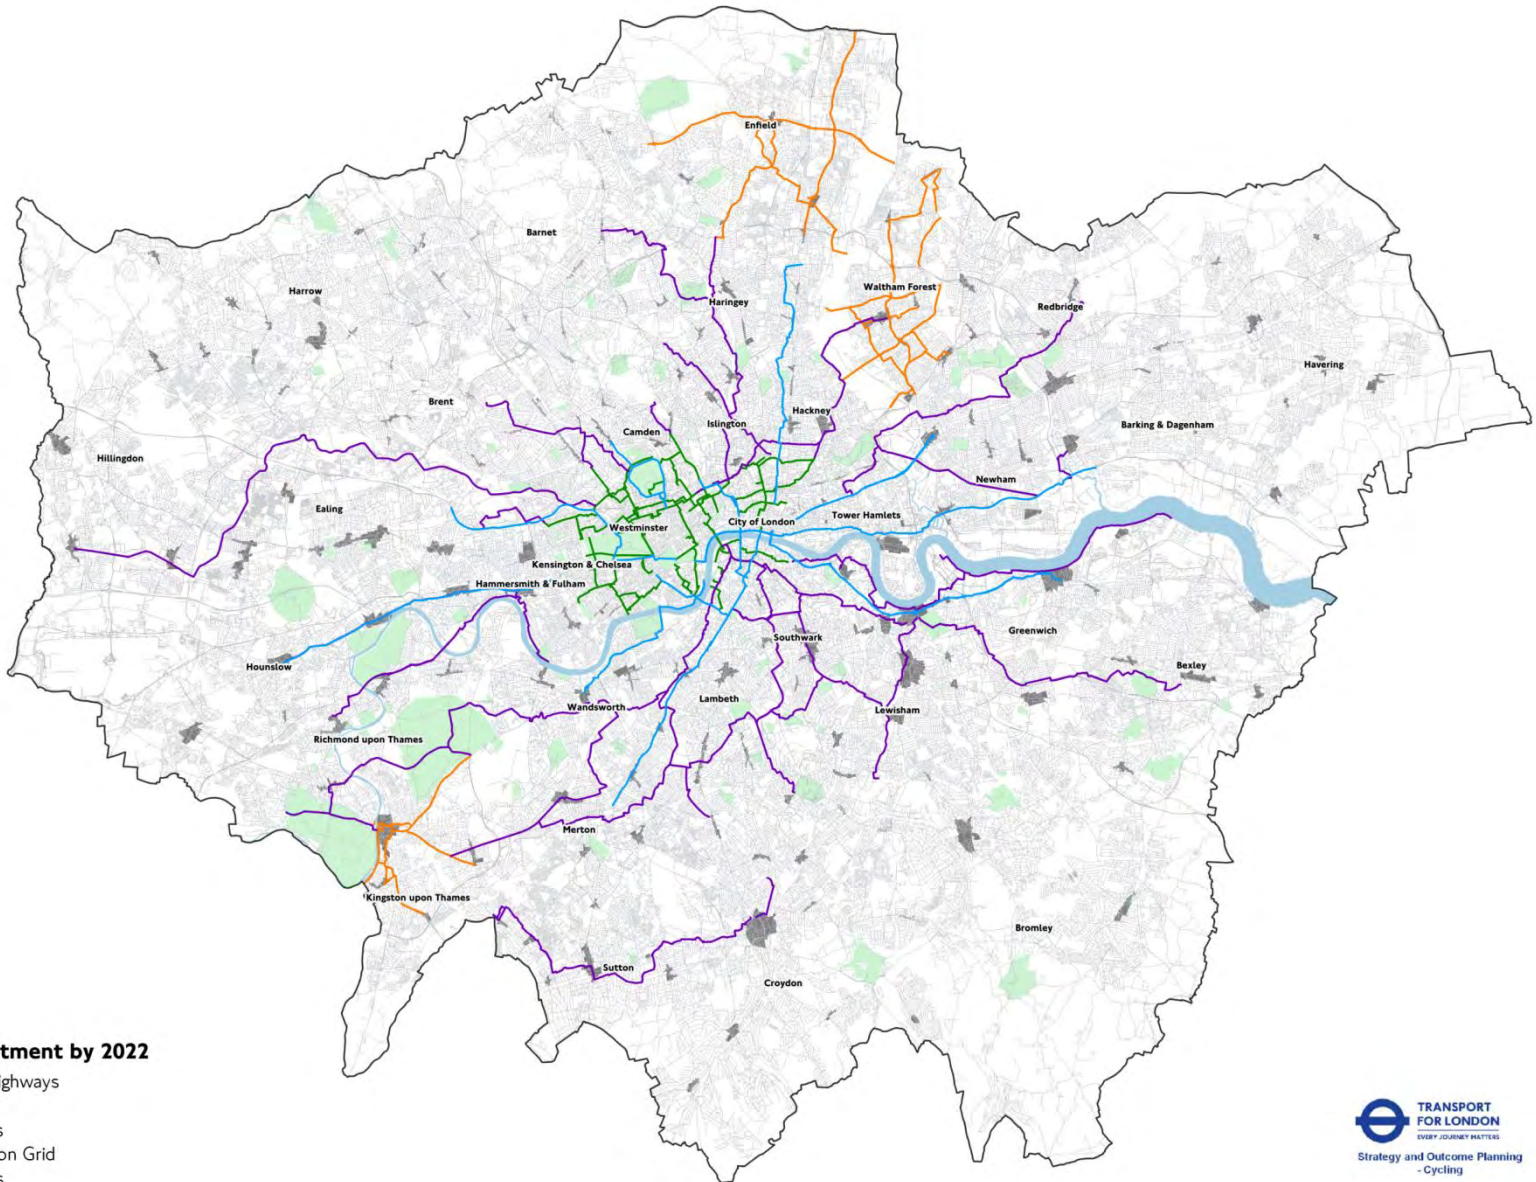 Enfield
Barnet
Harrow
Haringey
Waltham Forest
Redbridge
Havering
Brent
Camden
Islington
Hackney
Barking & Dagenham
Hillingdon
Ealing
Newham
Westminster
City of London
Tower Hamlets
Kensington & Chelsea
Hammersmith & Fulham
Greenwich
Southwark
Hounslow
Bexley
Lambeth
Wandsworth
Lewisham
Richmond upon Thames
Merton
Kingston upon Thames
Bromley
Sutton
Croydon
tment by 2022
ghways
s
on Grid
s
TRANSPORT
FOR LONDON
EVERY JOURNEY MATTERS
Strategy and Outcome Planning
- Cycling